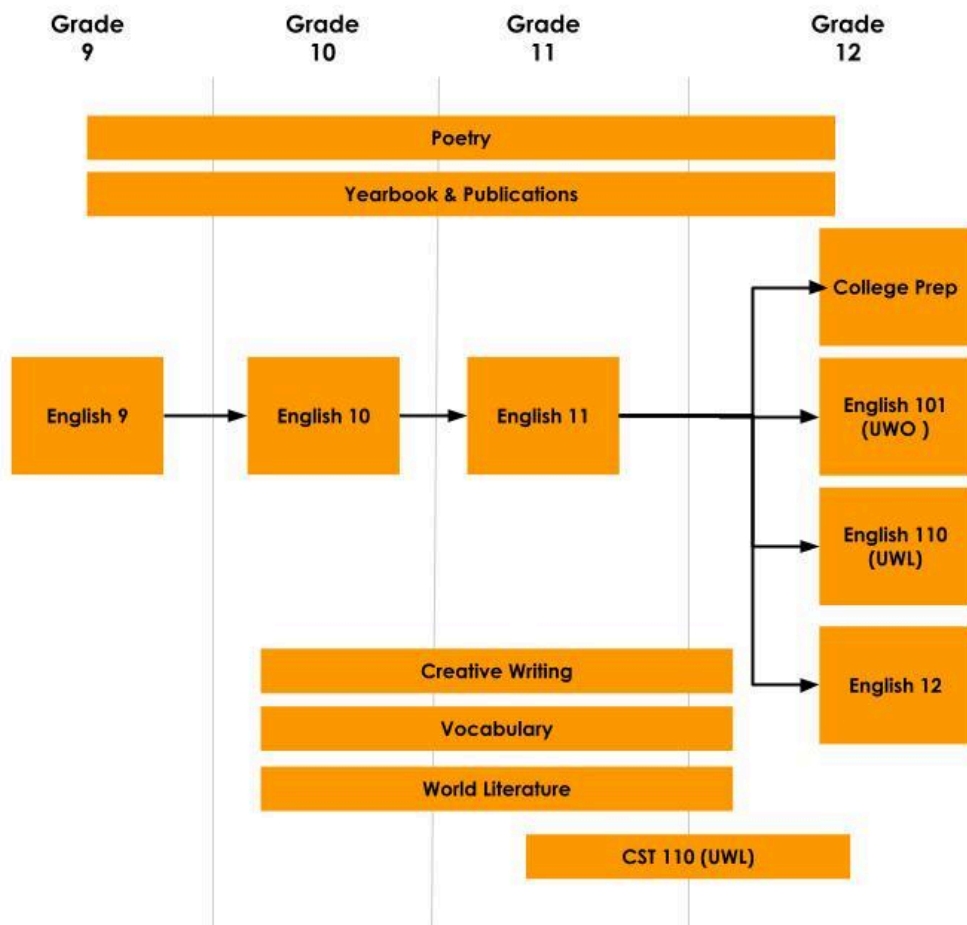 Grade
9
Grade
10
Grade
11
Grade
12
Poetry
Yearbook & Publications
College Prep
English 9
English 10
English 11
English 101
(UWO )
English 110
(UWL)
Creative Writing
English 12
Vocabulary
World Literature
CST 110 (UWL)